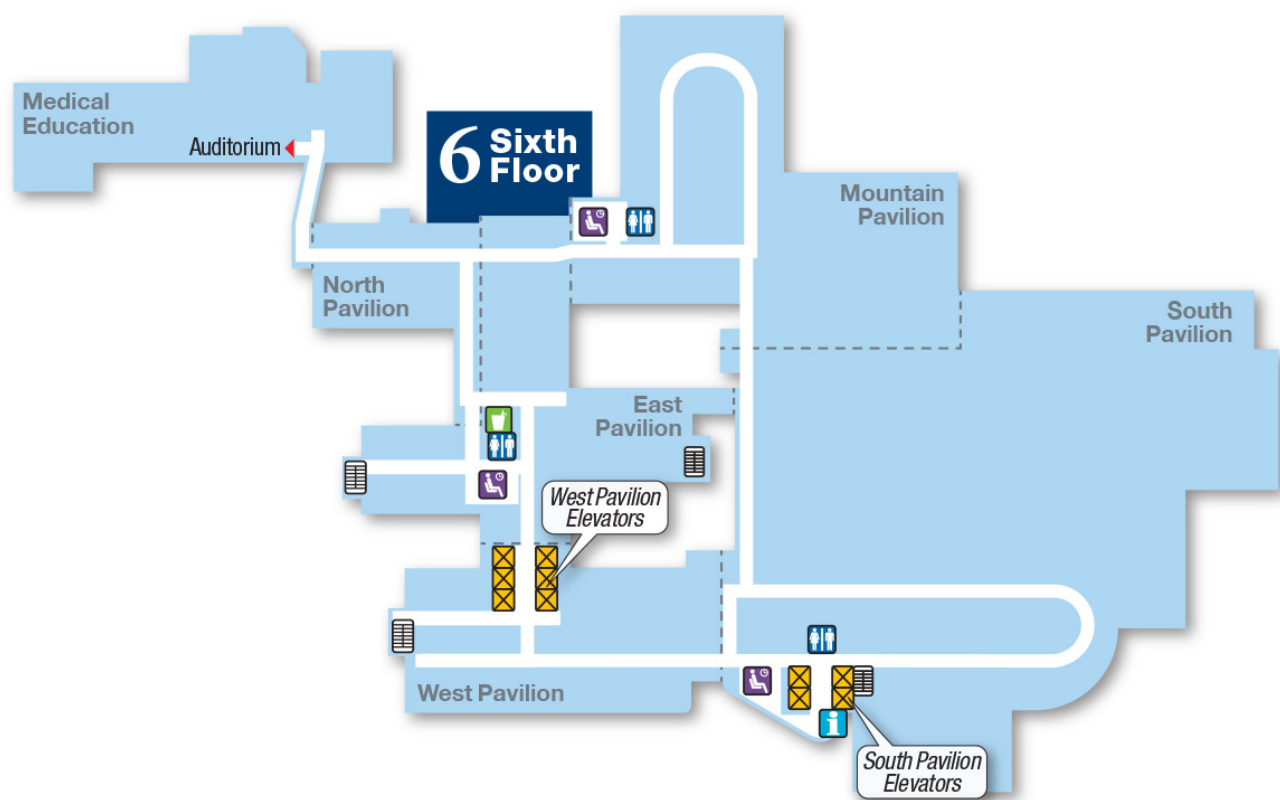 Medical
Education
Auditorium
6 Sixth
Floor
Mountain
Pavilion
North
Pavilion
South
Pavilion
East
Pavilion
West Pavilion
Elevators
West Pavilion
i
South Pavilion
Elevators